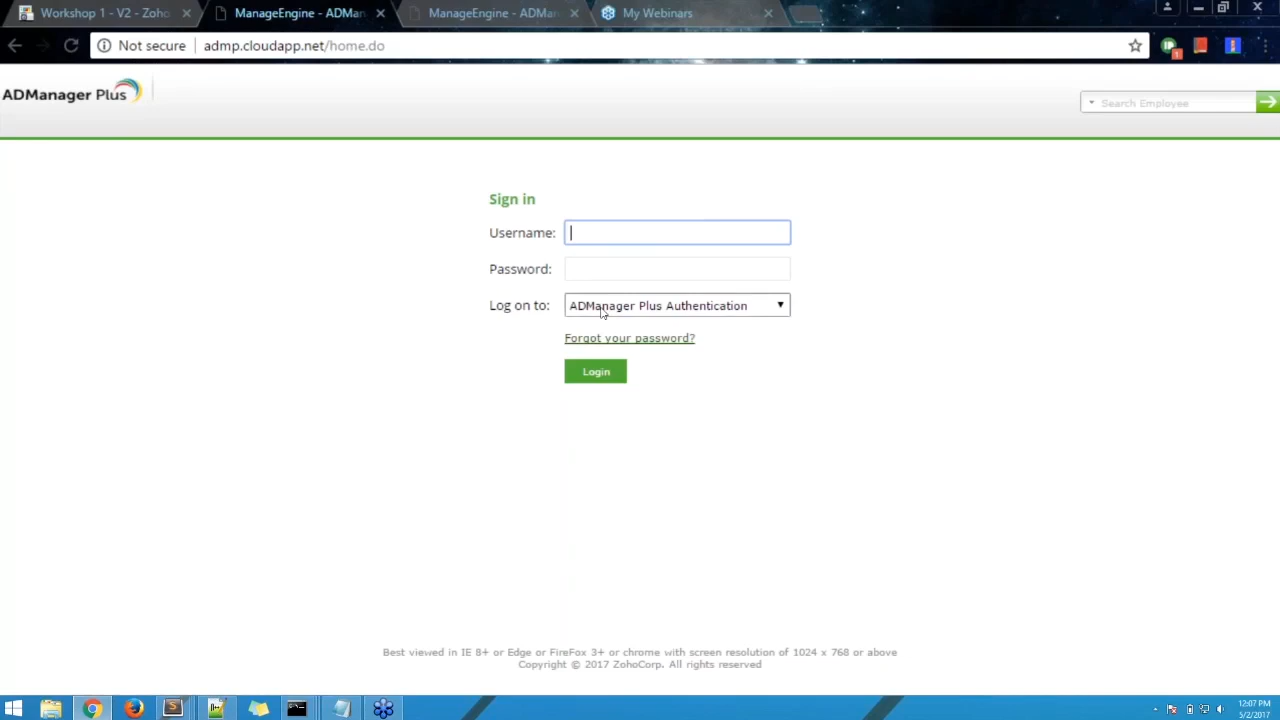 Workshop 1 - V2 - Zoho
ManageEngine - ADMan
ManageEngine - ADMan
My Webinars
Not secure
admp.cloudapp.net/home.do
1
ADManager Plus
Search Employee
Sign in
Username:
Password:
Log on to:
ADManager Plus Authentication
Forgot your password?
Login
Best viewed in IE 8+ or Edge or FireFox 3+ or chrome with screen resolution of 1024 x 768 or above
Copyright © 2017 ZohoCorp. All rights reserved
12:07 PM
5/2/2017